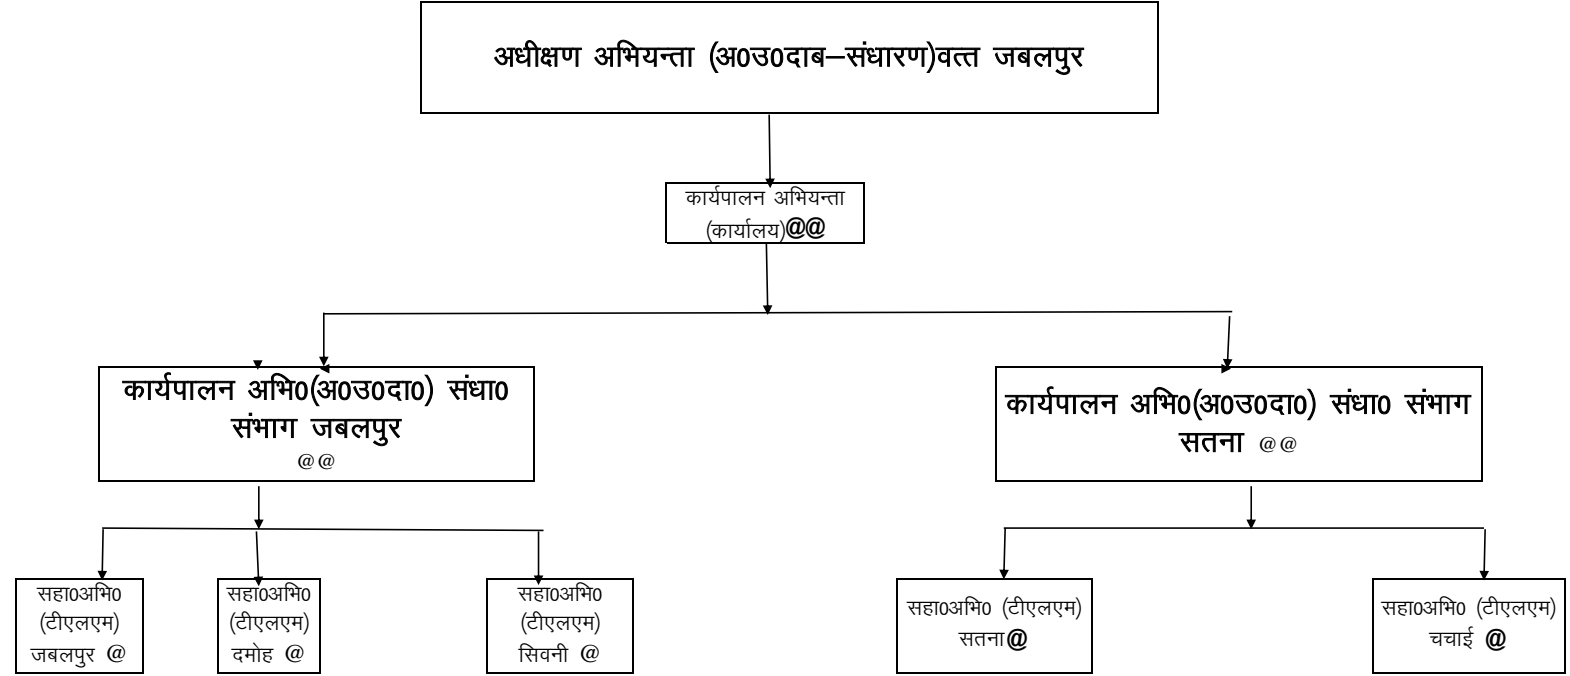 अधीक्षण अभियन्ता (अ0उ0दाब–संधारण)वत्त जबलपुर
कार्यपालन अभियन्ता
(कार्यालय)@@
कार्यपालन अभि0(अ0उ0दा0) संधा0
संभाग जबलपुर
@@
कार्यपालन अभि0(अ0उ0दा0) संधा0 संभाग
सतना @@
सहा0अभि0
(टीएलएम)
जबलपुर @
सहा0अभि0
(टीएलएम)
दमोह @
सहा0अभि0
(टीएलएम)
सिवनी @
सहा0अभि0 (टीएलएम)
सतना@
सहा0अभि0 (टीएलएम)
चचाई @